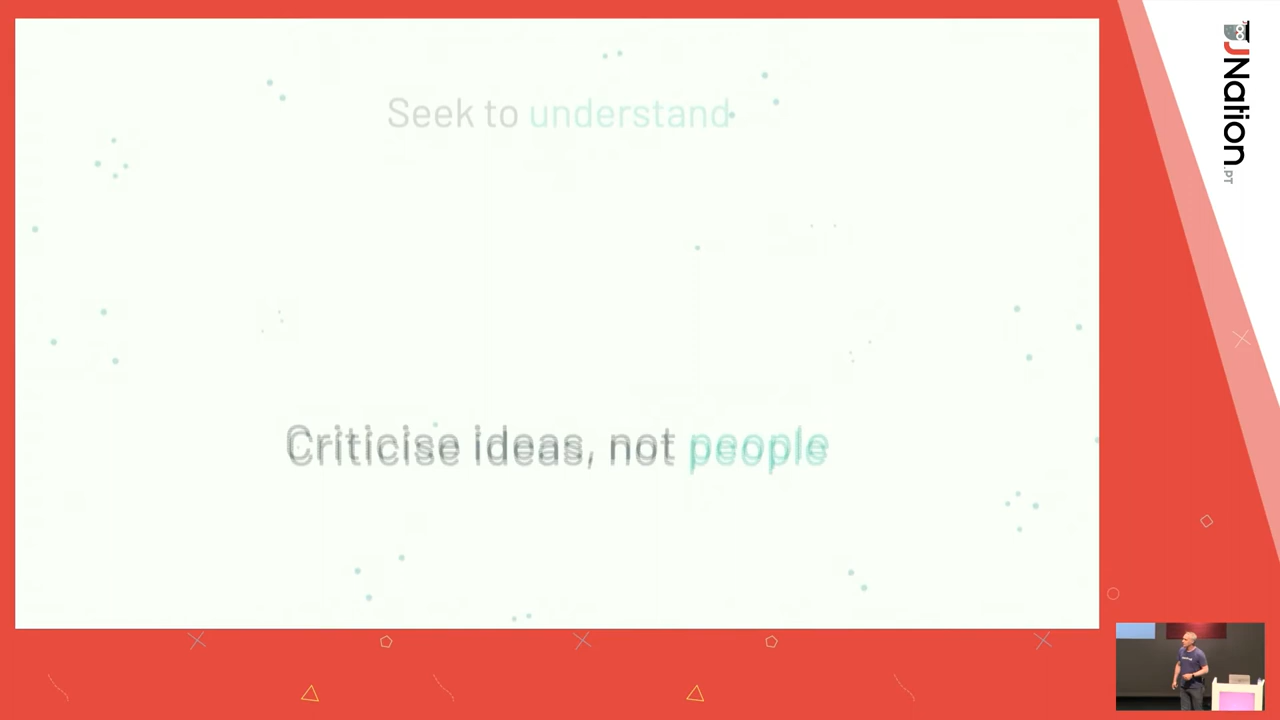 Seek to understand
Criticise ideas, not people
JNation
.PT